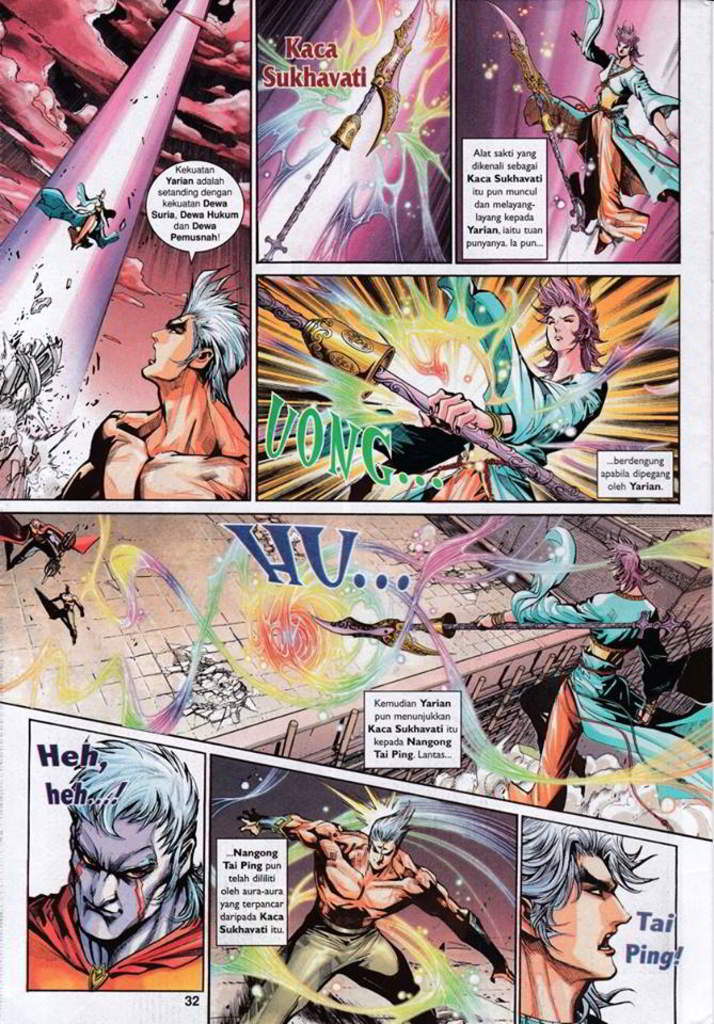 Kekuatan
Yarian adalah
setanding dengan
kekuatan Dewa
Suria, Dewa Hukum
dan Dewa
Pemusnah!
Kaca
Sukhavati
Alat sakti yang
dikenali sebagai
Kaca Sukhavati
itu pun muncul
dan melayang-
layang kepada
Yarian, iaitu tuan
punyanya. Ia pun...
UONG...
...berdengung
apabila dipegang
oleh Yarian.
HU...
Kemudian Yarian
pun menunjukkan
Kaca Sukhavati itu
kepada Nangong
Tai Ping. Lantas...
Heh,
heh...!
...Nangong
Tai Ping pun
telah dililiti
oleh aura-aura
yang terpancar
daripada Kaca
Sukhavati itu.
Tai
Ping!
32